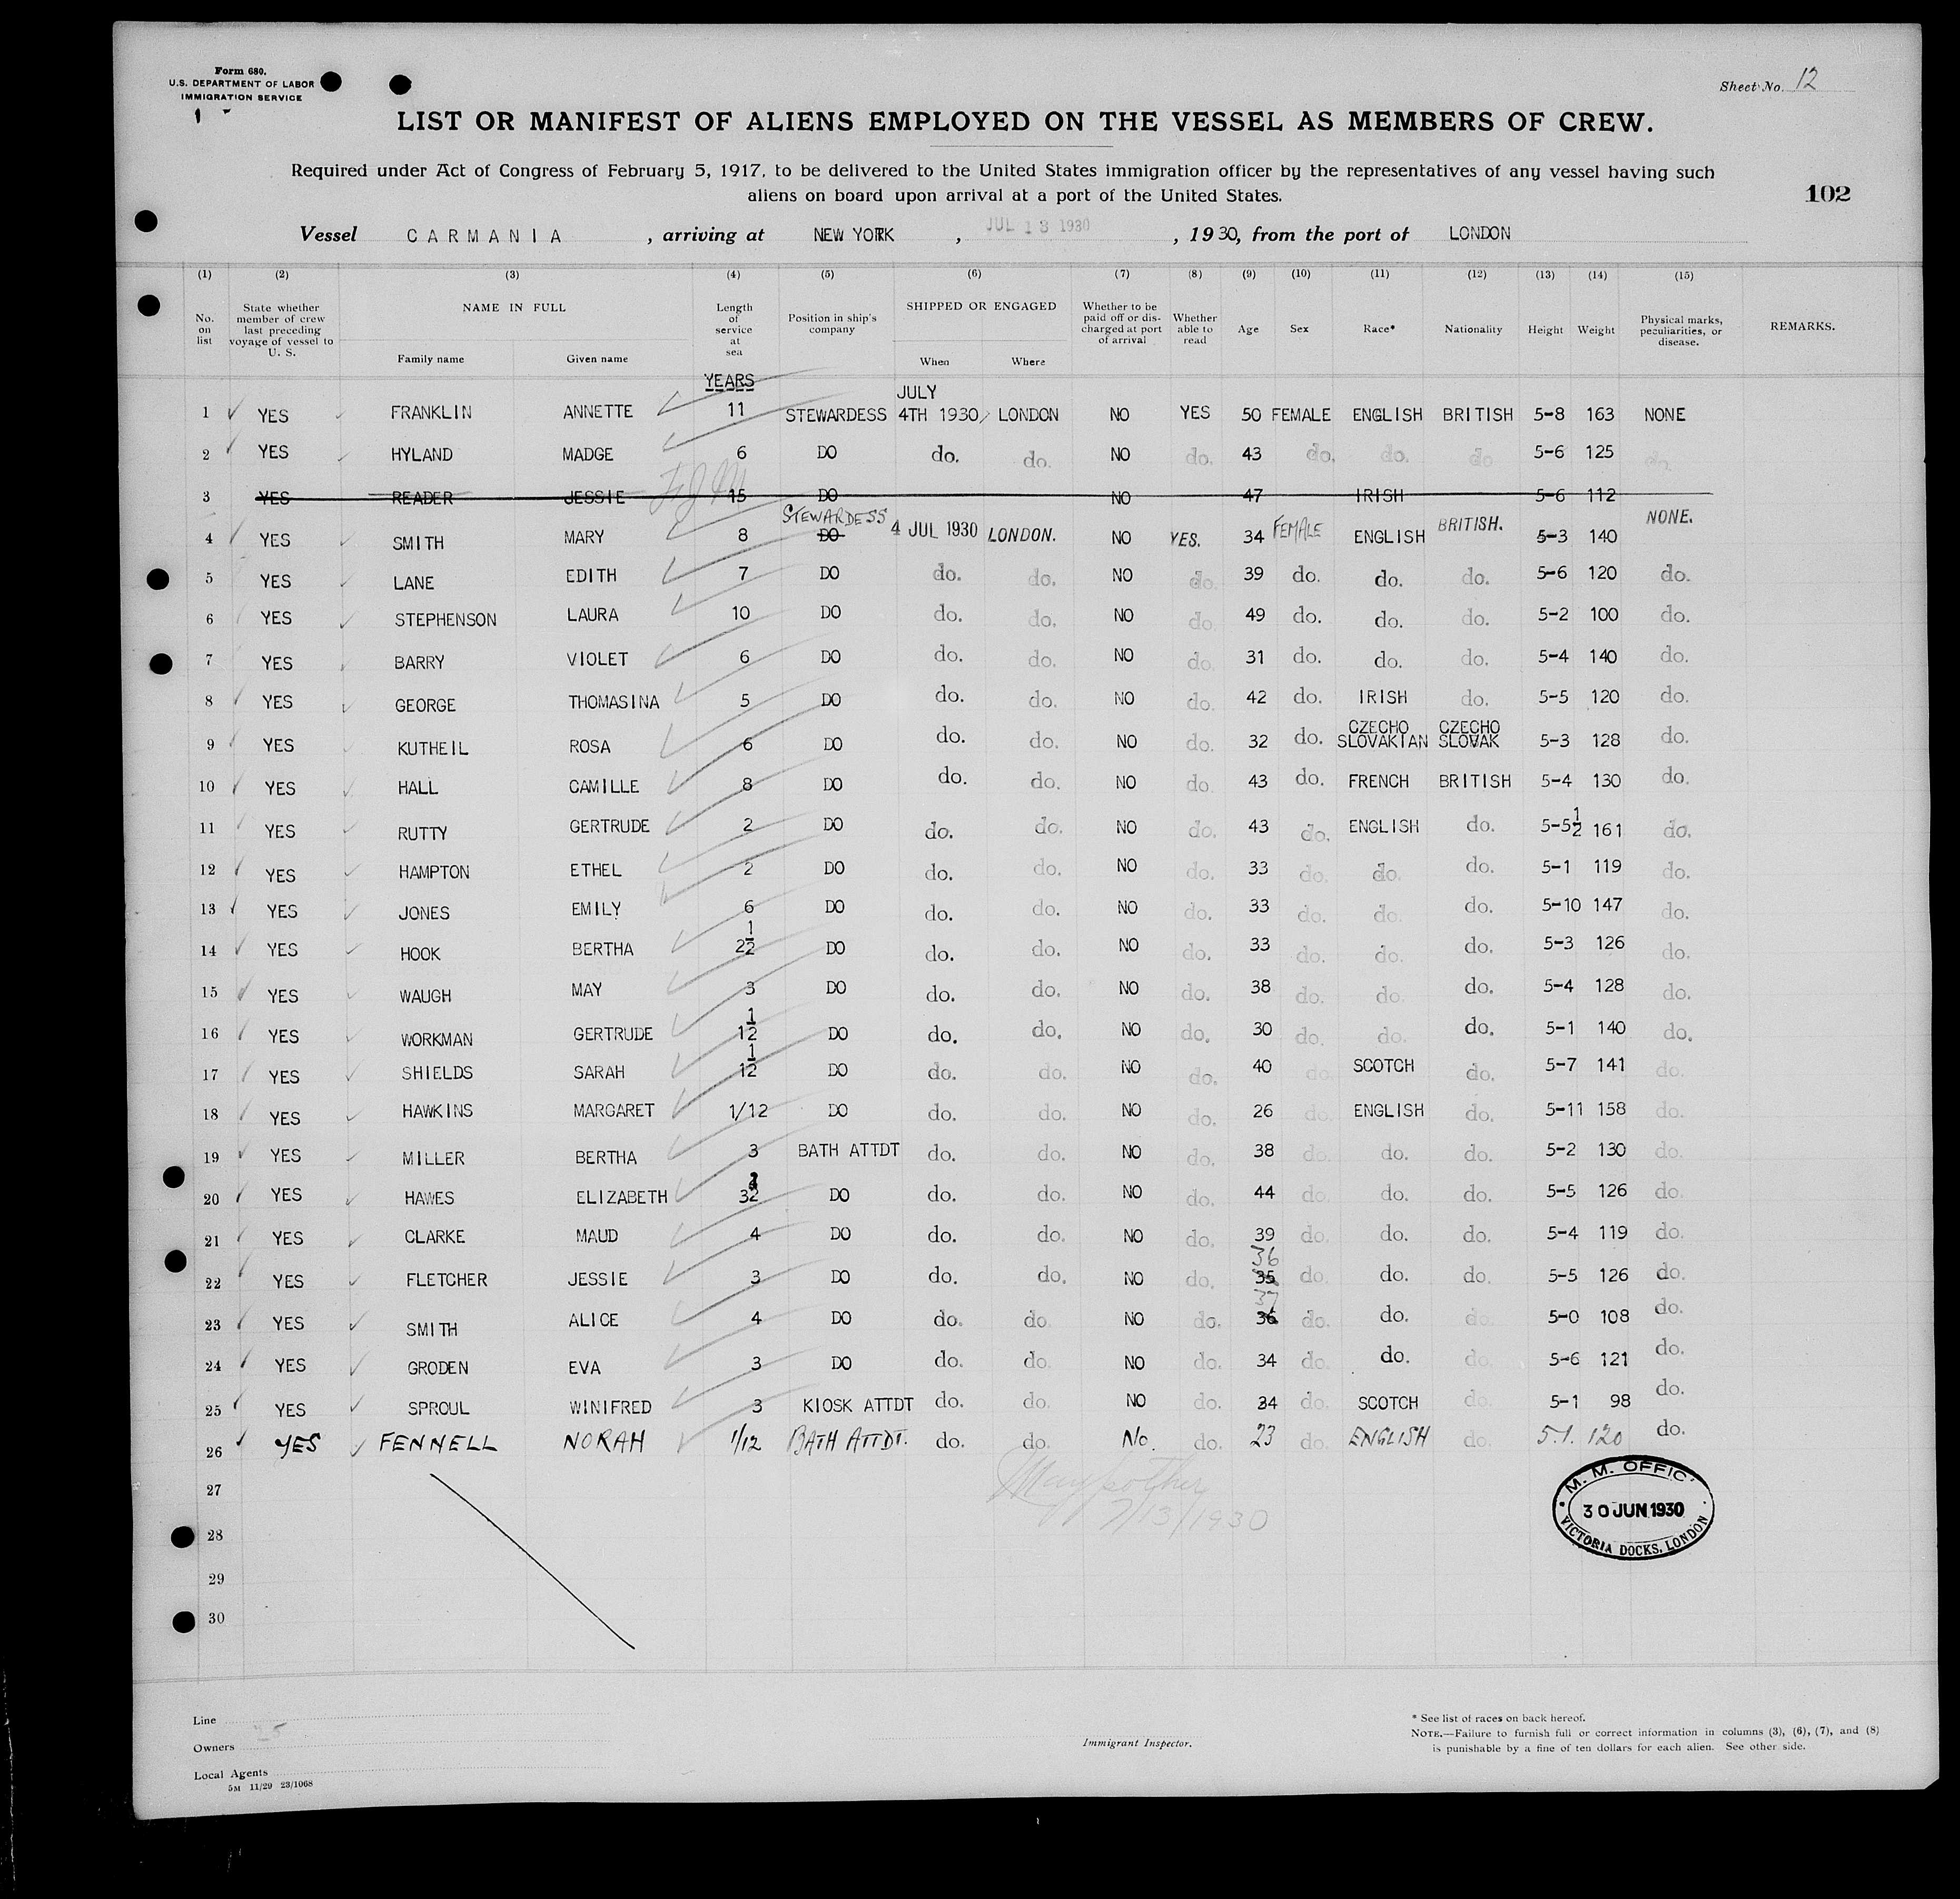 Form 680.
U.S. DEPARTMENT OF LABOR
IMMIGRATION SERVICE
Sheet No. 12
LIST OR MANIFEST OF ALIENS EMPLOYED ON THE VESSEL AS MEMBERS OF CREW.
Required under Act of Congress of February 5, 1917, to be delivered to the United States immigration officer by the representatives of any vessel having such
aliens on board upon arrival at a port of the United States.
102
Vessel CARMANIA, arriving at NEW YORK, JUL 13 1930, 1930, from the port of LONDON
(1) (2) (3) (4) (5) (6) (7) (8) (9) (10) (11) (12) (13) (14) (15)
No. on list State whether member of crew last preceding voyage of vessel to U. S. NAME IN FULL Family name Given name Length of service at sea Position in ship's company SHIPPED OR ENGAGED When Where Whether to be paid off or discharged at port of arrival Whether able to read Age Sex Race* Nationality Height Weight Physical marks, peculiarities, or disease. REMARKS.
YEARS JULY
1 YES FRANKLIN ANNETTE 11 STEWARDESS 4TH 1930 LONDON NO YES 50 FEMALE ENGLISH BRITISH 5-8 163 NONE
2 YES HYLAND MADGE 6 DO do. do. NO do. 43 do. do. do 5-6 125 do.
3 YES READER JESSIE 15 DO NO 47 IRISH 5-6 112
4 YES SMITH MARY 8 DO STEWARDESS 4 JUL 1930 LONDON. NO YES. 34 FEMALE ENGLISH BRITISH. 5-3 140 NONE.
5 YES LANE EDITH 7 DO do. do. NO do. 39 do. do. do. 5-6 120 do.
6 YES STEPHENSON LAURA 10 DO do. do. NO do. 49 do. do. do. 5-2 100 do.
7 YES BARRY VIOLET 6 DO do. do. NO do. 31 do. do. do. 5-4 140 do.
8 YES GEORGE THOMASINA 5 DO do. do. NO do. 42 do. IRISH do. 5-5 120 do.
9 YES KUTHEIL ROSA 6 DO do. do. NO do. 32 do. CZECHO SLOVAKIAN CZECHO SLOVAK 5-3 128 do.
10 YES HALL CAMILLE 8 DO do. do. NO do. 43 do. FRENCH BRITISH 5-4 130 do.
11 YES RUTTY GERTRUDE 2 DO do. do. NO do. 43 do. ENGLISH do. 5-5½ 161 do.
12 YES HAMPTON ETHEL 2 DO do. do. NO do. 33 do. do. do. 5-1 119 do.
13 YES JONES EMILY 6 DO do. do. NO do. 33 do. do. do. 5-10 147 do.
14 YES HOOK BERTHA 2½ DO do. do. NO do. 33 do. do. do. 5-3 126 do.
15 YES WAUGH MAY 3 DO do. do. NO do. 38 do. do. do. 5-4 128 do.
16 YES WORKMAN GERTRUDE 1½ DO do. do. NO do. 30 do. do. do. 5-1 140 do.
17 YES SHIELDS SARAH 1½ DO do. do. NO do. 40 do SCOTCH do. 5-7 141 do.
18 YES HAWKINS MARGARET 1/12 DO do. do. NO do. 26 do. ENGLISH do. 5-11 158 do.
19 YES MILLER BERTHA 3 BATH ATTDT do. do. NO do. 38 do. do. do. 5-2 130 do.
20 YES HAWES ELIZABETH 3½ DO do. do. NO do. 44 do. do. do. 5-5 126 do.
21 YES CLARKE MAUD 4 DO do. do. NO do. 39 do. do. do. 5-4 119 do.
22 YES FLETCHER JESSIE 3 DO do. do. NO do. 35 36 do. do. do. 5-5 126 do.
23 YES SMITH ALICE 4 DO do. do NO do. 36 37 do. do. do 5-0 108 do.
24 YES GRODEN EVA 3 DO do. do NO do. 34 do. do. do. 5-6 121 do.
25 YES SPROUL WINIFRED 3 KIOSK ATTDT do. do. NO do. 34 do. SCOTCH do. 5-1 98 do.
26 YES FENNELL NORAH 1/12 BATH ATTDT. do. do. No. do. 23 do. ENGLISH do. 5.1. 120 do.
27
7/13/1930
M. M. OFFIC
30 JUN 1930
VICTORIA DOCKS, LONDON
28
29
30
Line
25
Owners
Local Agents
5M 11/29 23/1068
Immigrant Inspector.
* See list of races on back hereof.
NOTE.—Failure to furnish full or correct information in columns (3), (6), (7), and (8)
is punishable by a fine of ten dollars for each alien. See other side.